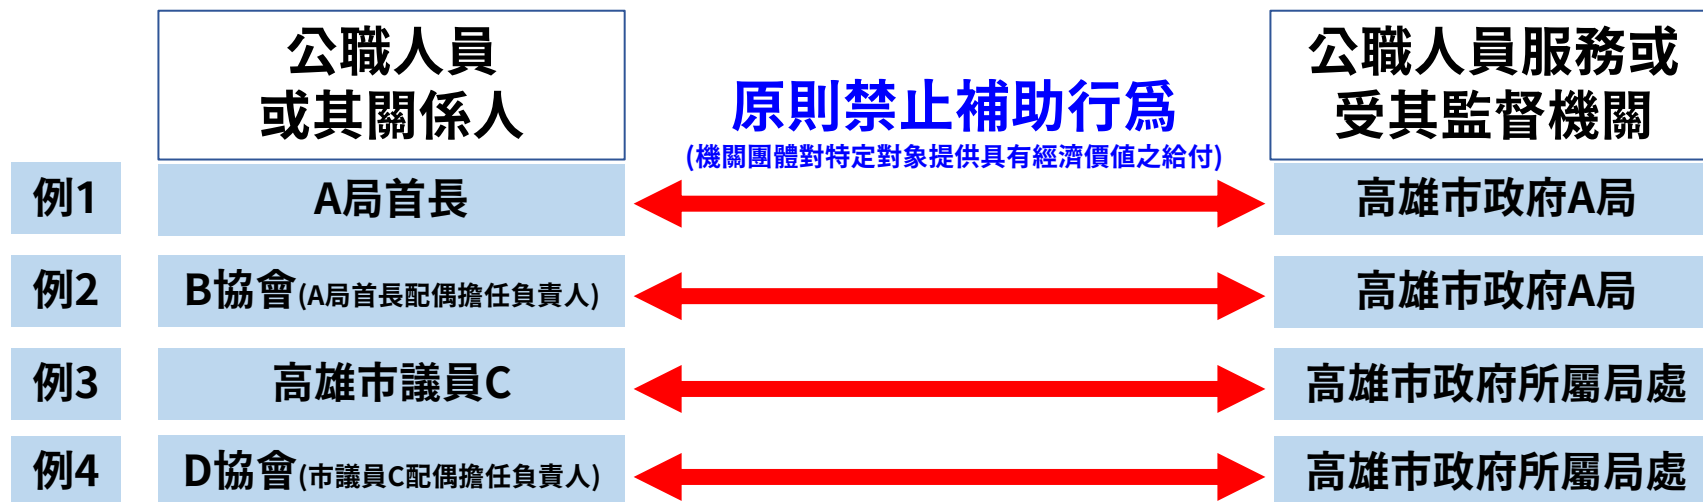 公職人員
或其關係人
原則禁止補助行為
(機關團體對特定對象提供具有經濟價值之給付)
公職人員服務或
受其監督機關
例1
A局首長
高雄市政府A局
例2
B協會(A局首長配偶擔任負責人)
高雄市政府A局
例3
高雄市議員C
高雄市政府所屬局處
例4
D協會(市議員C配偶擔任負責人)
高雄市政府所屬局處